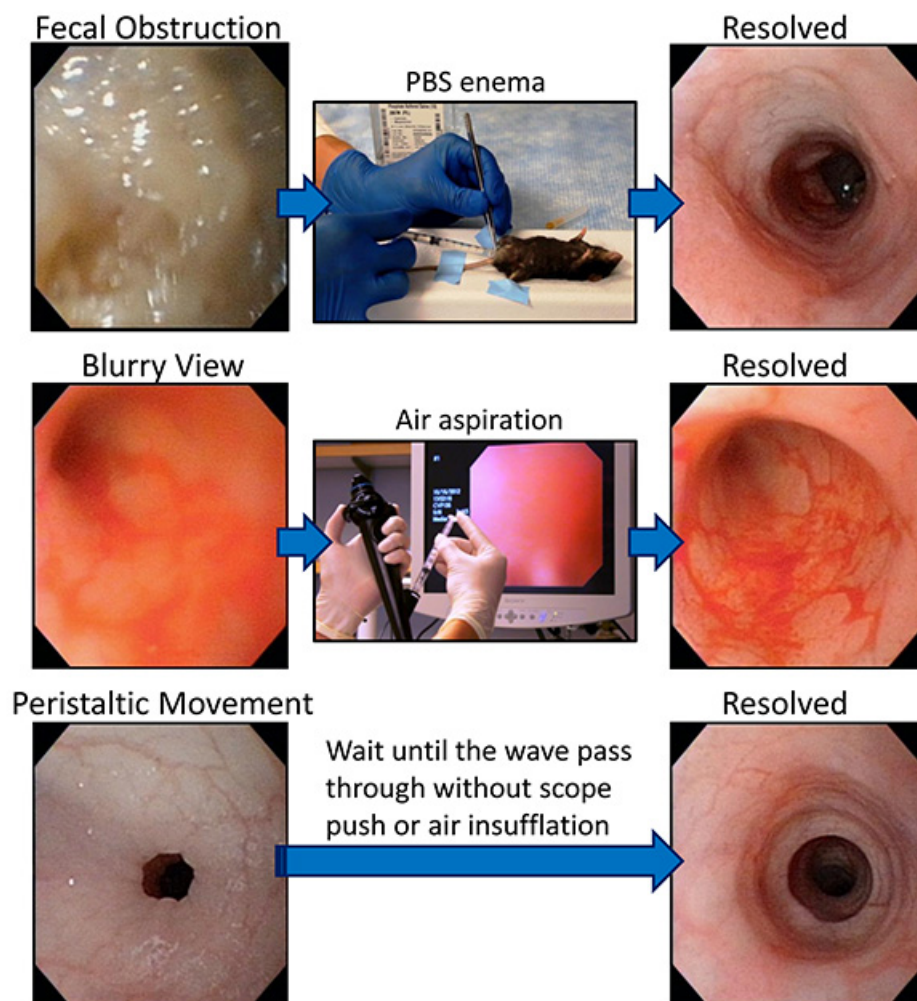 Fecal Obstruction
PBS enema
Resolved
Blurry View
Air aspiration
Resolved
Peristaltic Movement
Wait until the wave pass
through without scope
push or air insufflation
Resolved